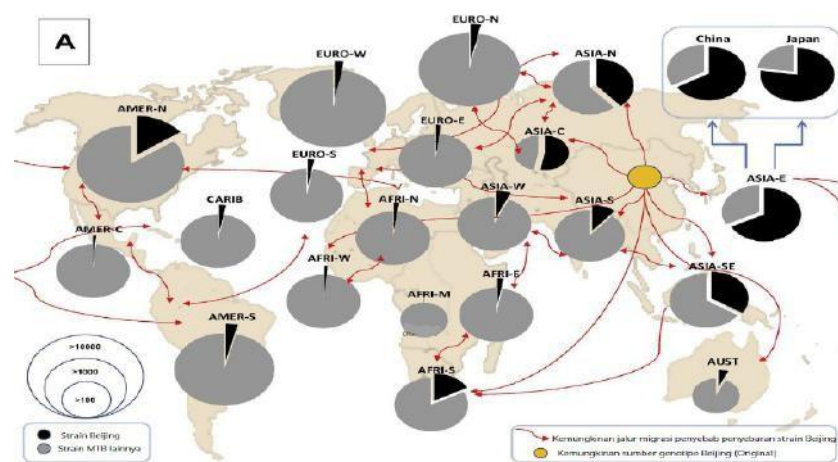 A
EURO-N
EURO-W
ASIA-N
China
Japan
AMER-N
EURO-E
ASIA-C
EURO-S
ASIA-E
CARIB
AFRI-N
ASIA-W
ASIA-S
AMER-C
AFRI-W
AFRI-M
AFRI-E
ASIA-SE
AMER-S
AFRI-S
AUST
>10000
>1000
>100
Strain Beijing
Strain MTB lainnya
Kemungkinan jalur migrasi penyebab penyebaran strain Beijing
Kemungkinan sumber genotipe Beijing (Original)